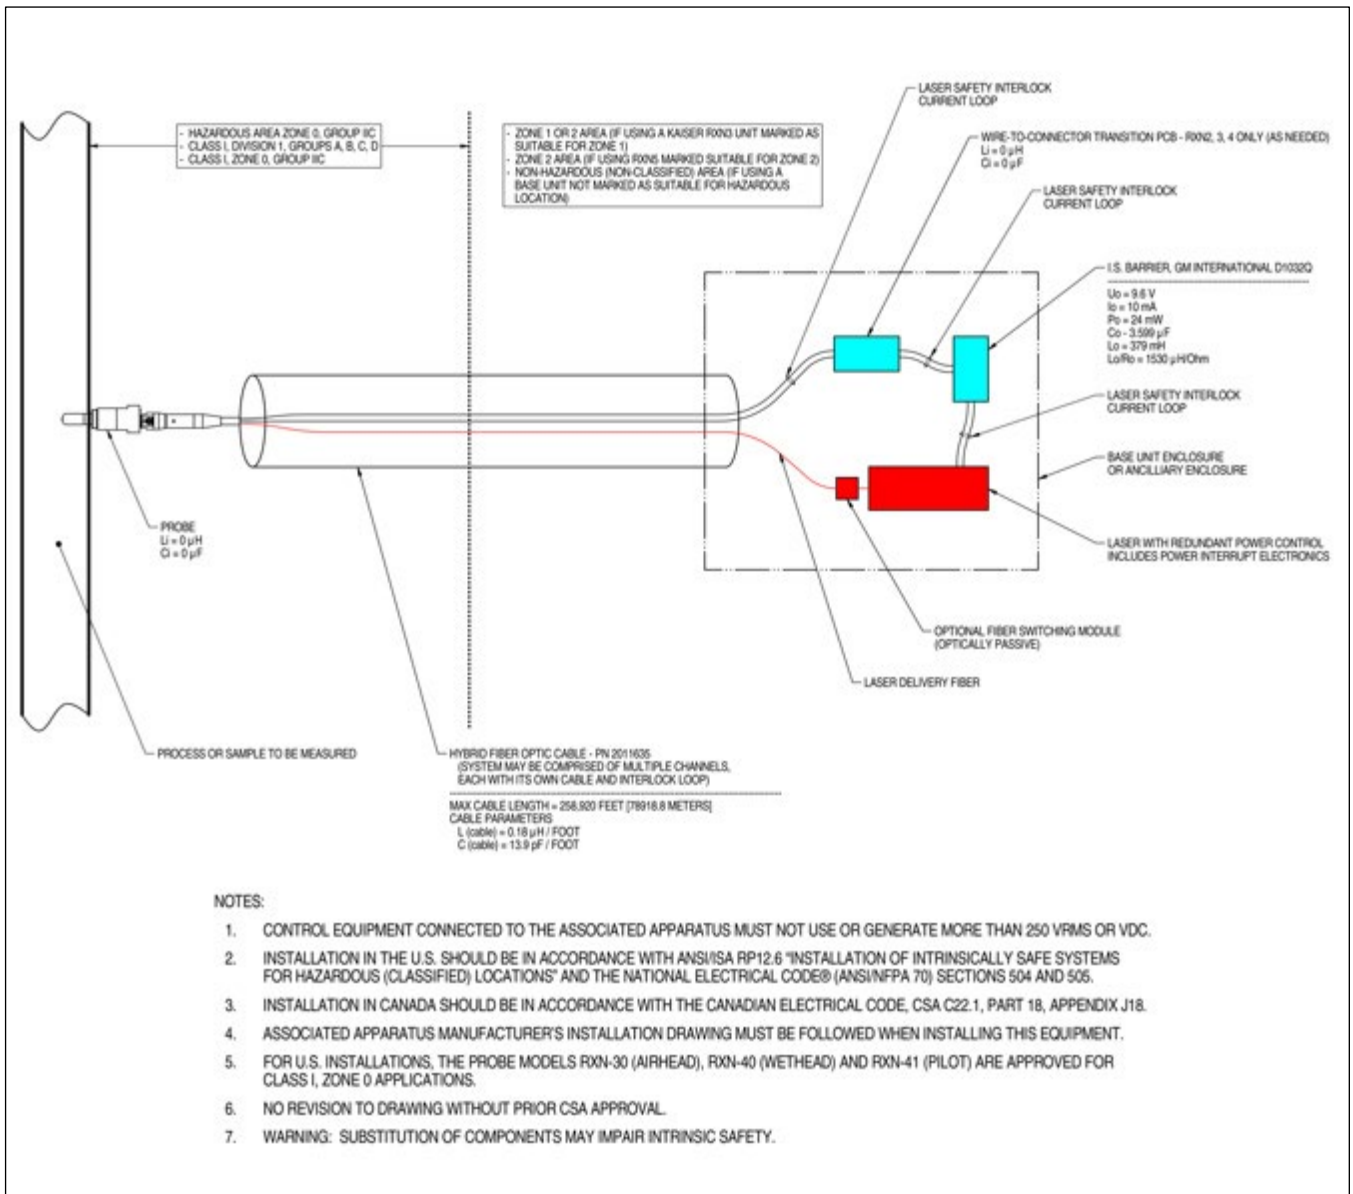 - HAZARDOUS AREA ZONE 0, GROUP IIC
- CLASS I, DIVISION 1, GROUPS A, B, C, D
- CLASS I, ZONE 0, GROUP IIC
- ZONE 1 OR 2 AREA (IF USING A KAISER RXN3 UNIT MARKED AS
SUITABLE FOR ZONE 1)
- ZONE 2 AREA (IF USING RXN5 MARKED SUITABLE FOR ZONE 2)
- NON-HAZARDOUS (NON-CLASSIFIED) AREA (IF USING A
BASE UNIT NOT MARKED AS SUITABLE FOR HAZARDOUS
LOCATION)
LASER SAFETY INTERLOCK
CURRENT LOOP
WIRE-TO-CONNECTOR TRANSITION PCB - RXN2, 3, 4 ONLY (AS NEEDED)
Li = 0 μH
Ci = 0 μF
LASER SAFETY INTERLOCK
CURRENT LOOP
I.S. BARRIER, GM INTERNATIONAL D1032Q
Uo = 9.6 V
Io = 10 mA
Po = 24 mW
Co - 3.599 μF
Lo = 379 mH
Lo/Ro = 1530 μH/Ohm
LASER SAFETY INTERLOCK
CURRENT LOOP
BASE UNIT ENCLOSURE
OR ANCILLIARY ENCLOSURE
LASER WITH REDUNDANT POWER CONTROL
INCLUDES POWER INTERRUPT ELECTRONICS
PROBE
Li = 0 μH
Ci = 0 μF
OPTIONAL FIBER SWITCHING MODULE
(OPTICALLY PASSIVE)
LASER DELIVERY FIBER
PROCESS OR SAMPLE TO BE MEASURED
HYBRID FIBER OPTIC CABLE - PN 2011635
(SYSTEM MAY BE COMPRISED OF MULTIPLE CHANNELS,
EACH WITH ITS OWN CABLE AND INTERLOCK LOOP)
MAX CABLE LENGTH = 258,920 FEET [78918.8 METERS]
CABLE PARAMETERS
L (cable) = 0.18 μH / FOOT
C (cable) = 13.9 pF / FOOT
NOTES:
1. CONTROL EQUIPMENT CONNECTED TO THE ASSOCIATED APPARATUS MUST NOT USE OR GENERATE MORE THAN 250 VRMS OR VDC.
2. INSTALLATION IN THE U.S. SHOULD BE IN ACCORDANCE WITH ANSI/ISA RP12.6 "INSTALLATION OF INTRINSICALLY SAFE SYSTEMS
FOR HAZARDOUS (CLASSIFIED) LOCATIONS" AND THE NATIONAL ELECTRICAL CODE® (ANSI/NFPA 70) SECTIONS 504 AND 505.
3. INSTALLATION IN CANADA SHOULD BE IN ACCORDANCE WITH THE CANADIAN ELECTRICAL CODE, CSA C22.1, PART 18, APPENDIX J18.
4. ASSOCIATED APPARATUS MANUFACTURER'S INSTALLATION DRAWING MUST BE FOLLOWED WHEN INSTALLING THIS EQUIPMENT.
5. FOR U.S. INSTALLATIONS, THE PROBE MODELS RXN-30 (AIRHEAD), RXN-40 (WETHEAD) AND RXN-41 (PILOT) ARE APPROVED FOR
CLASS I, ZONE 0 APPLICATIONS.
6. NO REVISION TO DRAWING WITHOUT PRIOR CSA APPROVAL.
7. WARNING: SUBSTITUTION OF COMPONENTS MAY IMPAIR INTRINSIC SAFETY.